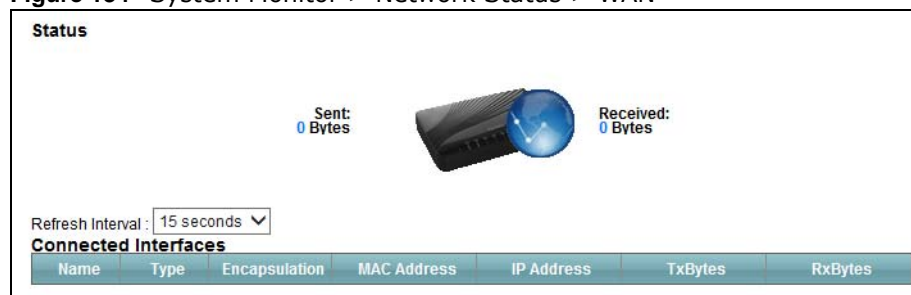 Figure System Monitor > Network Status > WAN
Status
Sent:
0 Bytes
Received:
0 Bytes
Refresh Interval : 15 seconds
Connected Interfaces
Name Type Encapsulation MAC Address IP Address TxBytes RxBytes